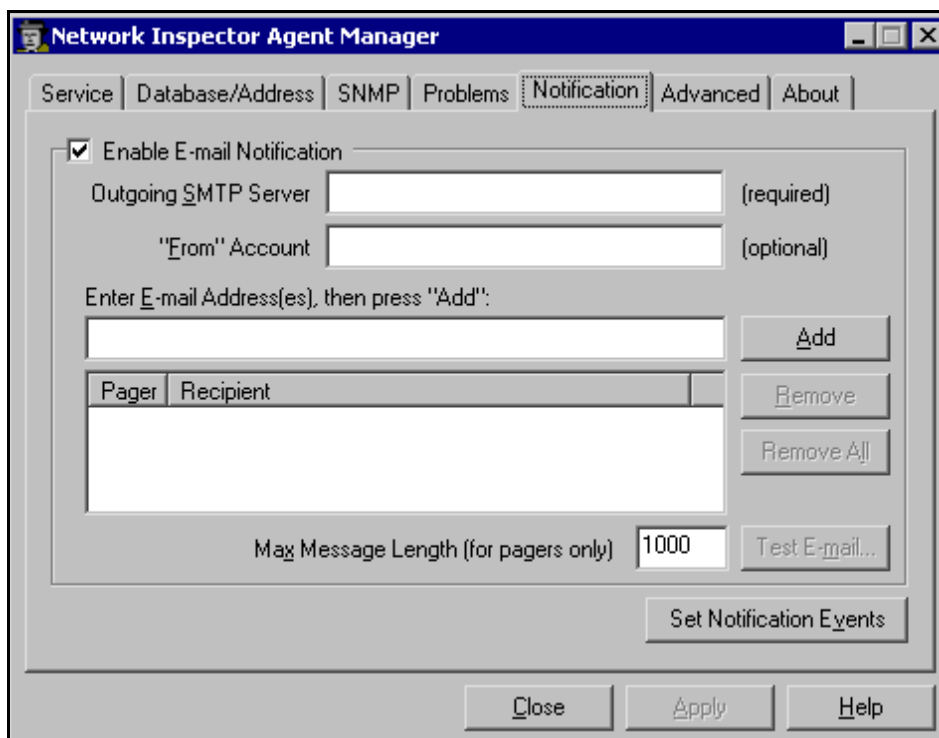 Network Inspector Agent Manager
Service Database/Address SNMP Problems Notification Advanced About
Enable E-mail Notification
Outgoing SMTP Server (required)
"From" Account (optional)
Enter E-mail Address(es), then press "Add":
Add
Pager Recipient
Remove
Remove All
Max Message Length (for pagers only) 1000 Test E-mail...
Set Notification Events
Close Apply Help